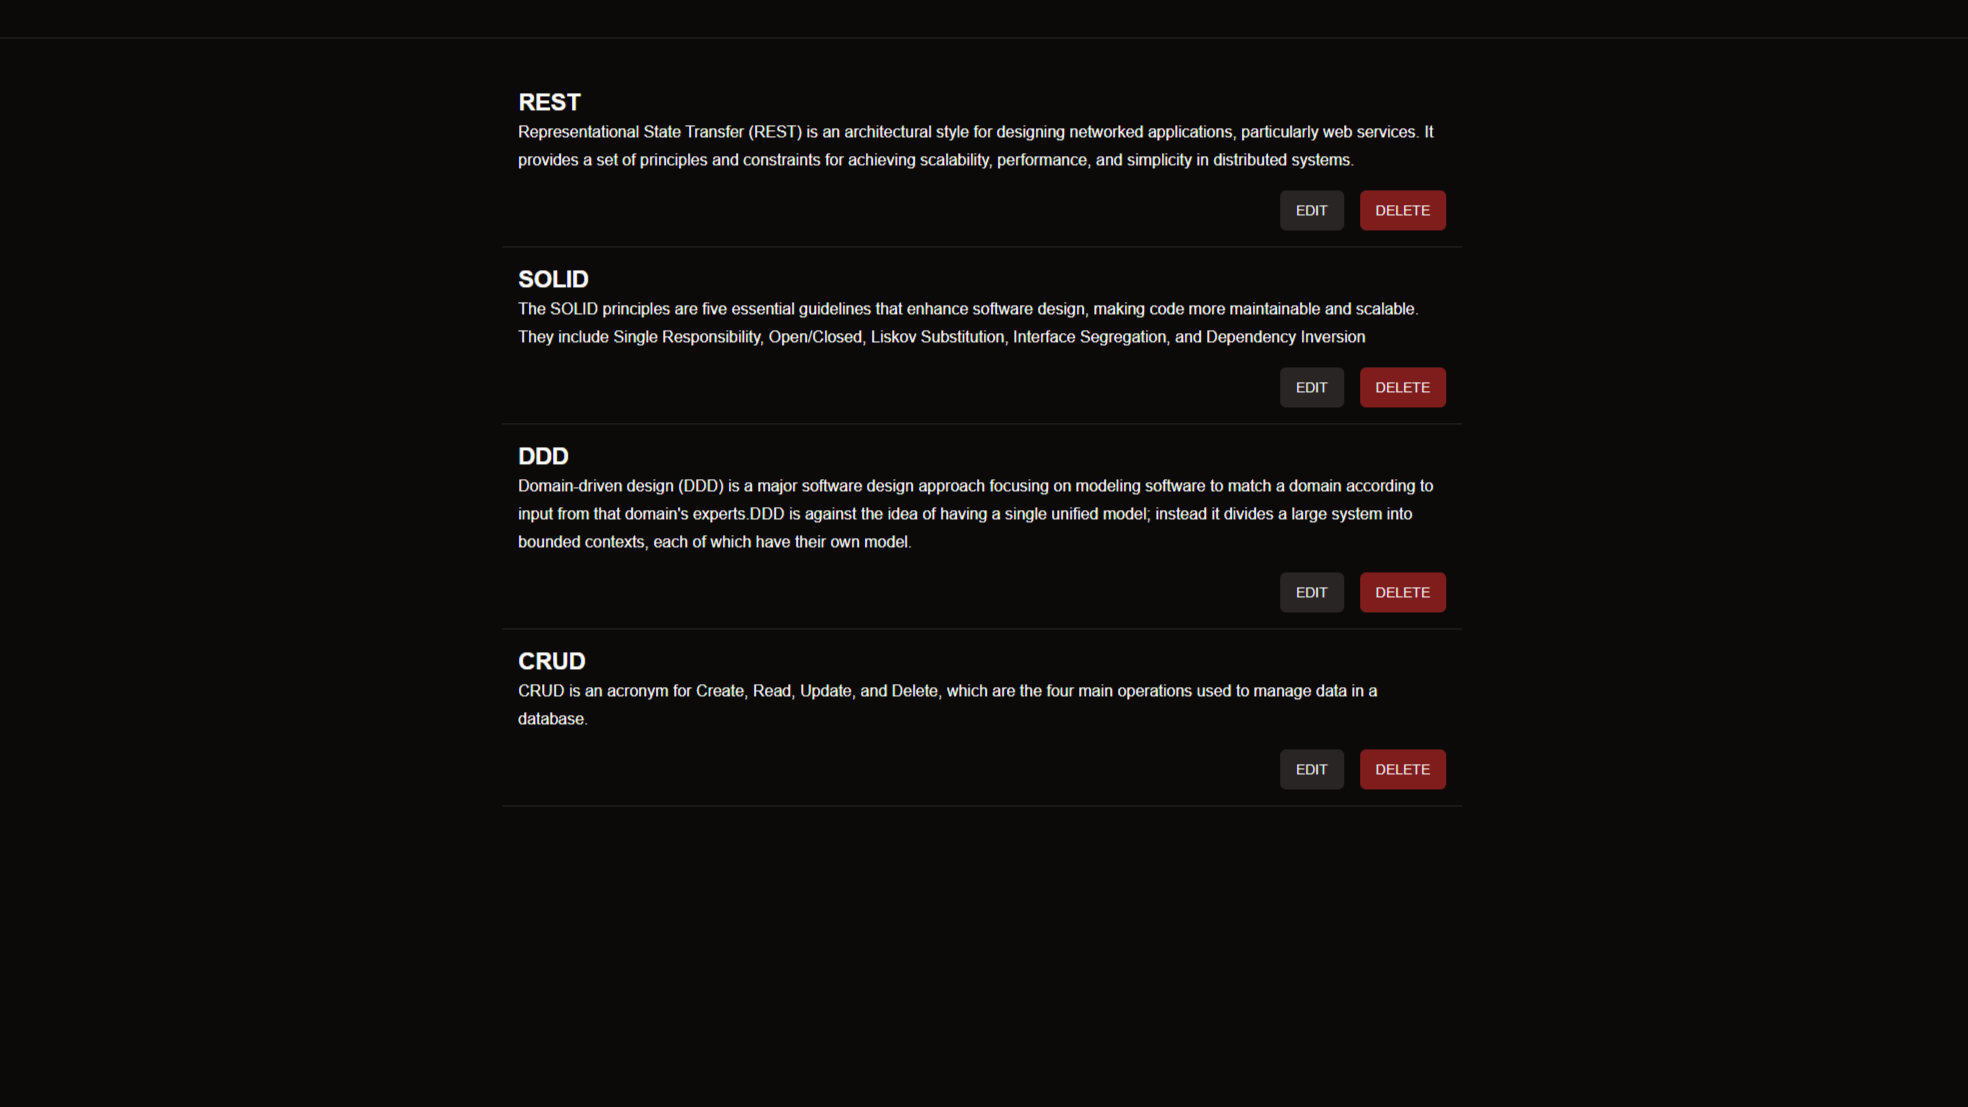 REST
Representational State Transfer (REST) is an architectural style for designing networked applications, particularly web services. It
provides a set of principles and constraints for achieving scalability, performance, and simplicity in distributed systems.
EDIT DELETE
SOLID
The SOLID principles are five essential guidelines that enhance software design, making code more maintainable and scalable.
They include Single Responsibility, Open/Closed, Liskov Substitution, Interface Segregation, and Dependency Inversion
EDIT DELETE
DDD
Domain-driven design (DDD) is a major software design approach focusing on modeling software to match a domain according to
input from that domain's experts.DDD is against the idea of having a single unified model; instead it divides a large system into
bounded contexts, each of which have their own model.
EDIT DELETE
CRUD
CRUD is an acronym for Create, Read, Update, and Delete, which are the four main operations used to manage data in a
database.
EDIT DELETE